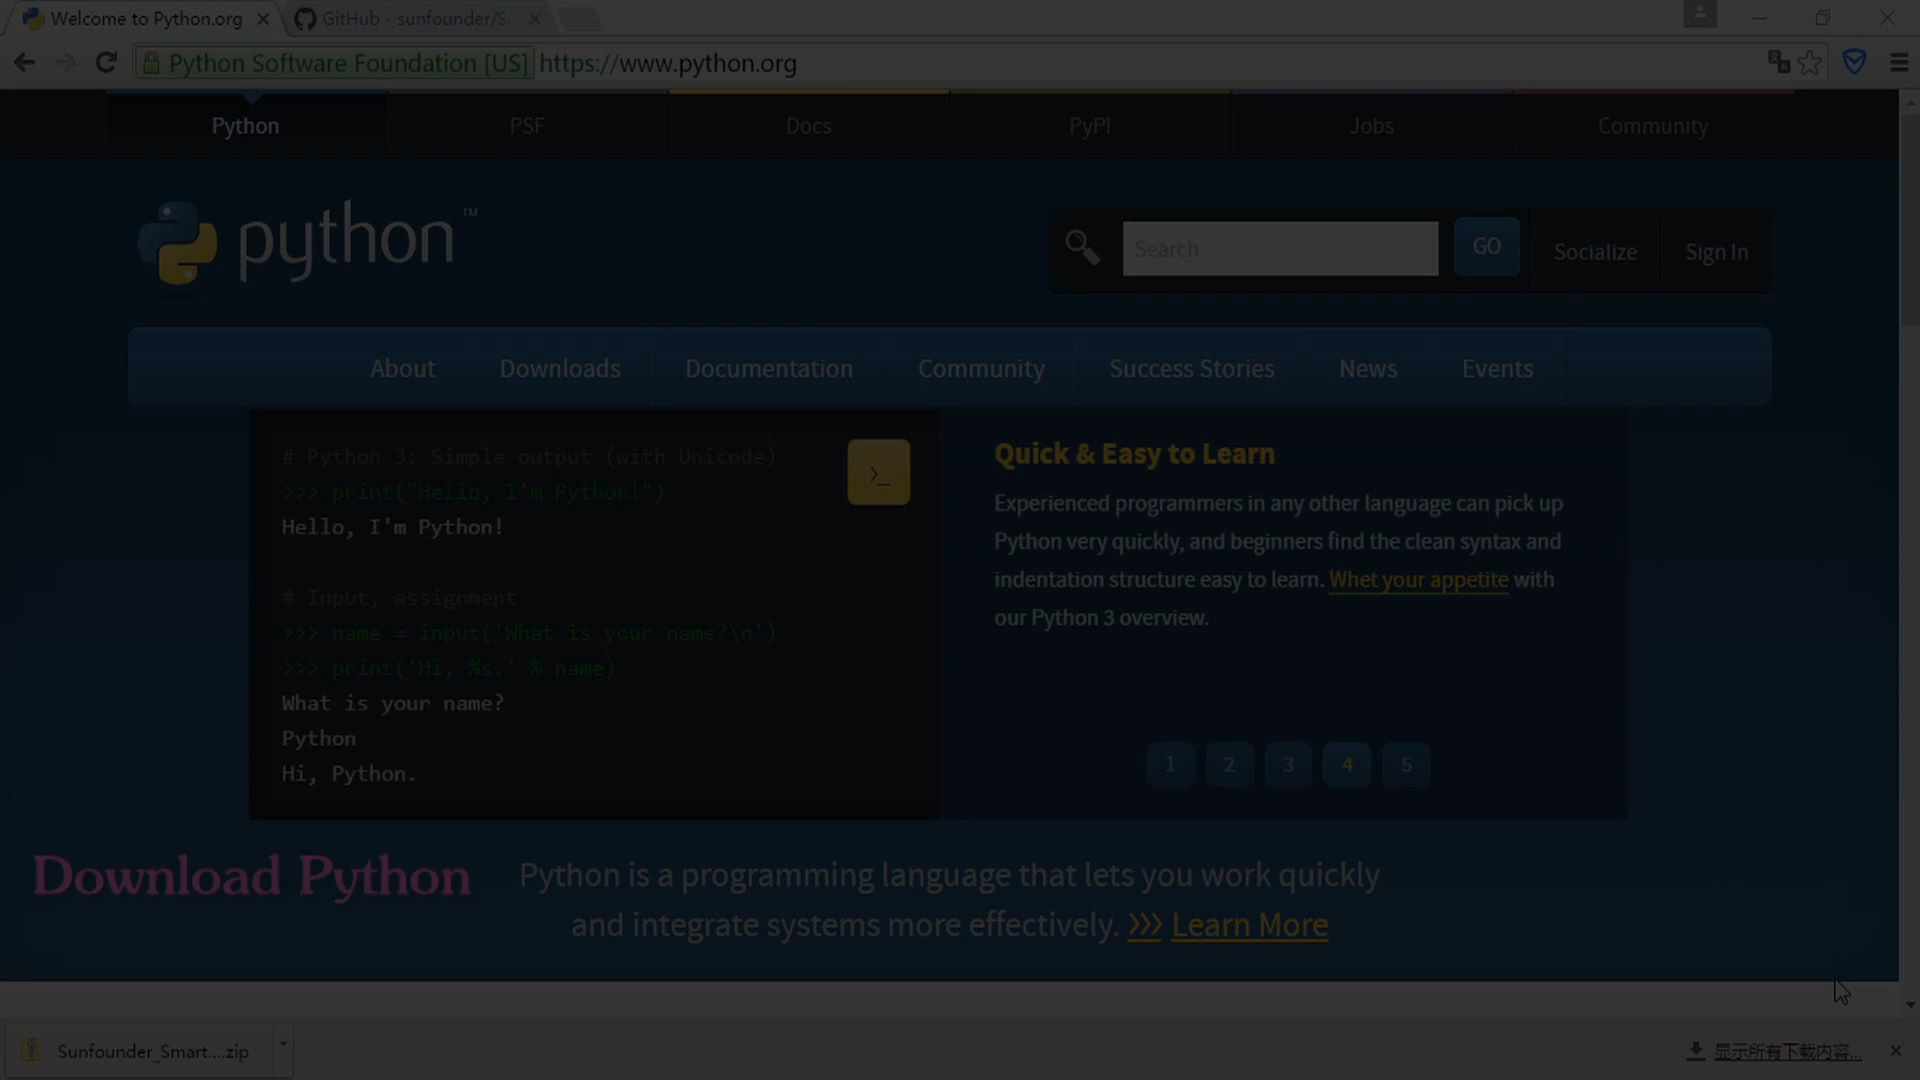 Welcome to Python.org
GitHub - sunfounder/S
Python Software Foundation [US] https://www.python.org
Python PSF Docs PyPI Jobs Community
python™
Search GO Socialize Sign In
About Downloads Documentation Community Success Stories News Events
# Python 3: Simple output (with Unicode)
>>> print("Hello, I'm Python!")
Hello, I'm Python!
# Input, assignment
>>> name = input('What is your name?\n')
>>> print('Hi, %s.' % name)
What is your name?
Python
Hi, Python.
>_
Quick & Easy to Learn
Experienced programmers in any other language can pick up
Python very quickly, and beginners find the clean syntax and
indentation structure easy to learn. Whet your appetite with
our Python 3 overview.
1 2 3 4 5
Download Python
Python is a programming language that lets you work quickly
and integrate systems more effectively. >>> Learn More
Sunfounder_Smart....zip
显示所有下载内容...